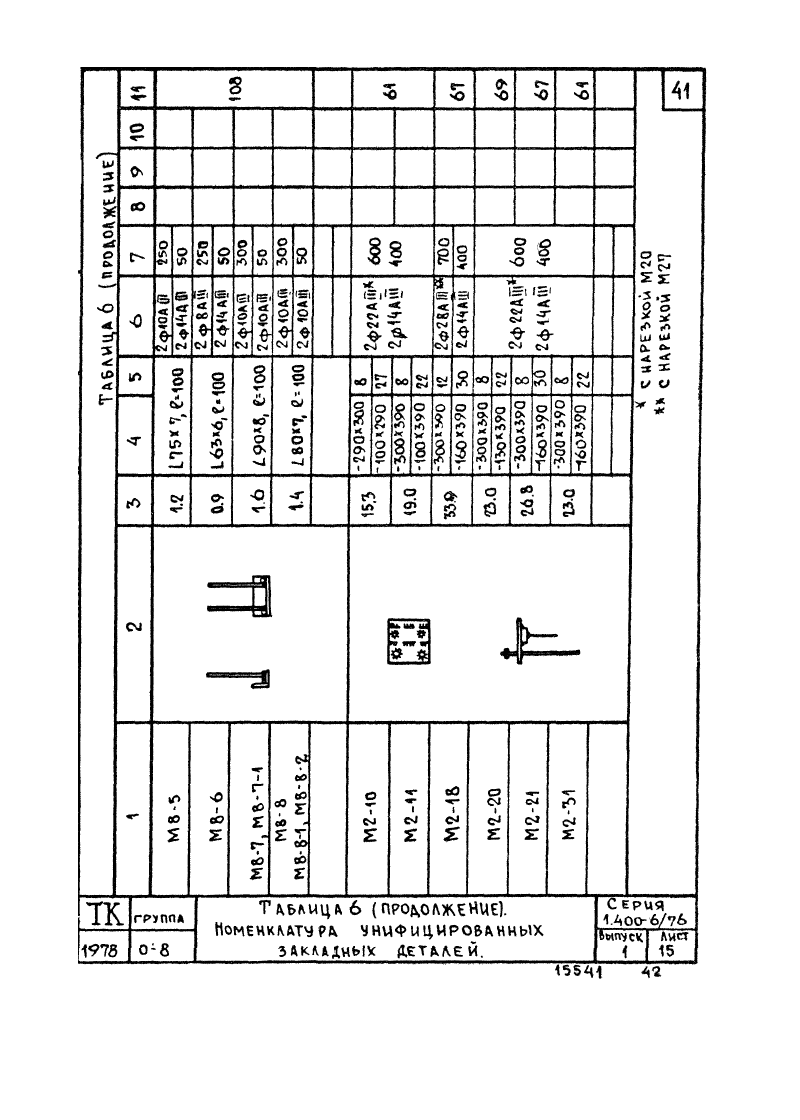 41
Таблица 6 (продолжение)
1 2 3 4 5 6 7 8 9 10 11
М8-5 1.2 L75×7, ℓ=100 2ф10АIII 250 108
2ф14АIII 50
М8-6 0.9 L63×6, ℓ=100 2ф8АIII 250
2ф14АIII 50
М8-7, М8-7-1 1.6 L90×8, ℓ=100 2ф10АIII 300
2ф10АIII 50
М8-8 1.4 L80×7, ℓ=100 2ф10АIII 300
М8-8-1, М8-8-2 2ф10АIII 50
М2-10 15.3 -290×300 8 2ф22АIII* 600 61
-100×290 27 2ф14АIII 400
М2-11 19.0 -300×390 8
-100×390 22
М2-18 33.9 -300×390 12 2ф28АIII** 700 67
-160×390 30 2ф14АIII 400
М2-20 23.0 -300×390 8 69
-130×390 22
М2-21 26.8 -300×390 8 2ф22АIII* 600 67
-160×390 30 2ф14АIII 400
М2-31 23.0 -300×390 8 61
-160×390 22
* С нарезкой М20
** С нарезкой М27
ТК
1978
группа
0-8
Таблица 6 (продолжение).
Номенклатура унифицированных
закладных деталей.
Серия
1.400-6/76
Выпуск
1
Лист
15
15541 42